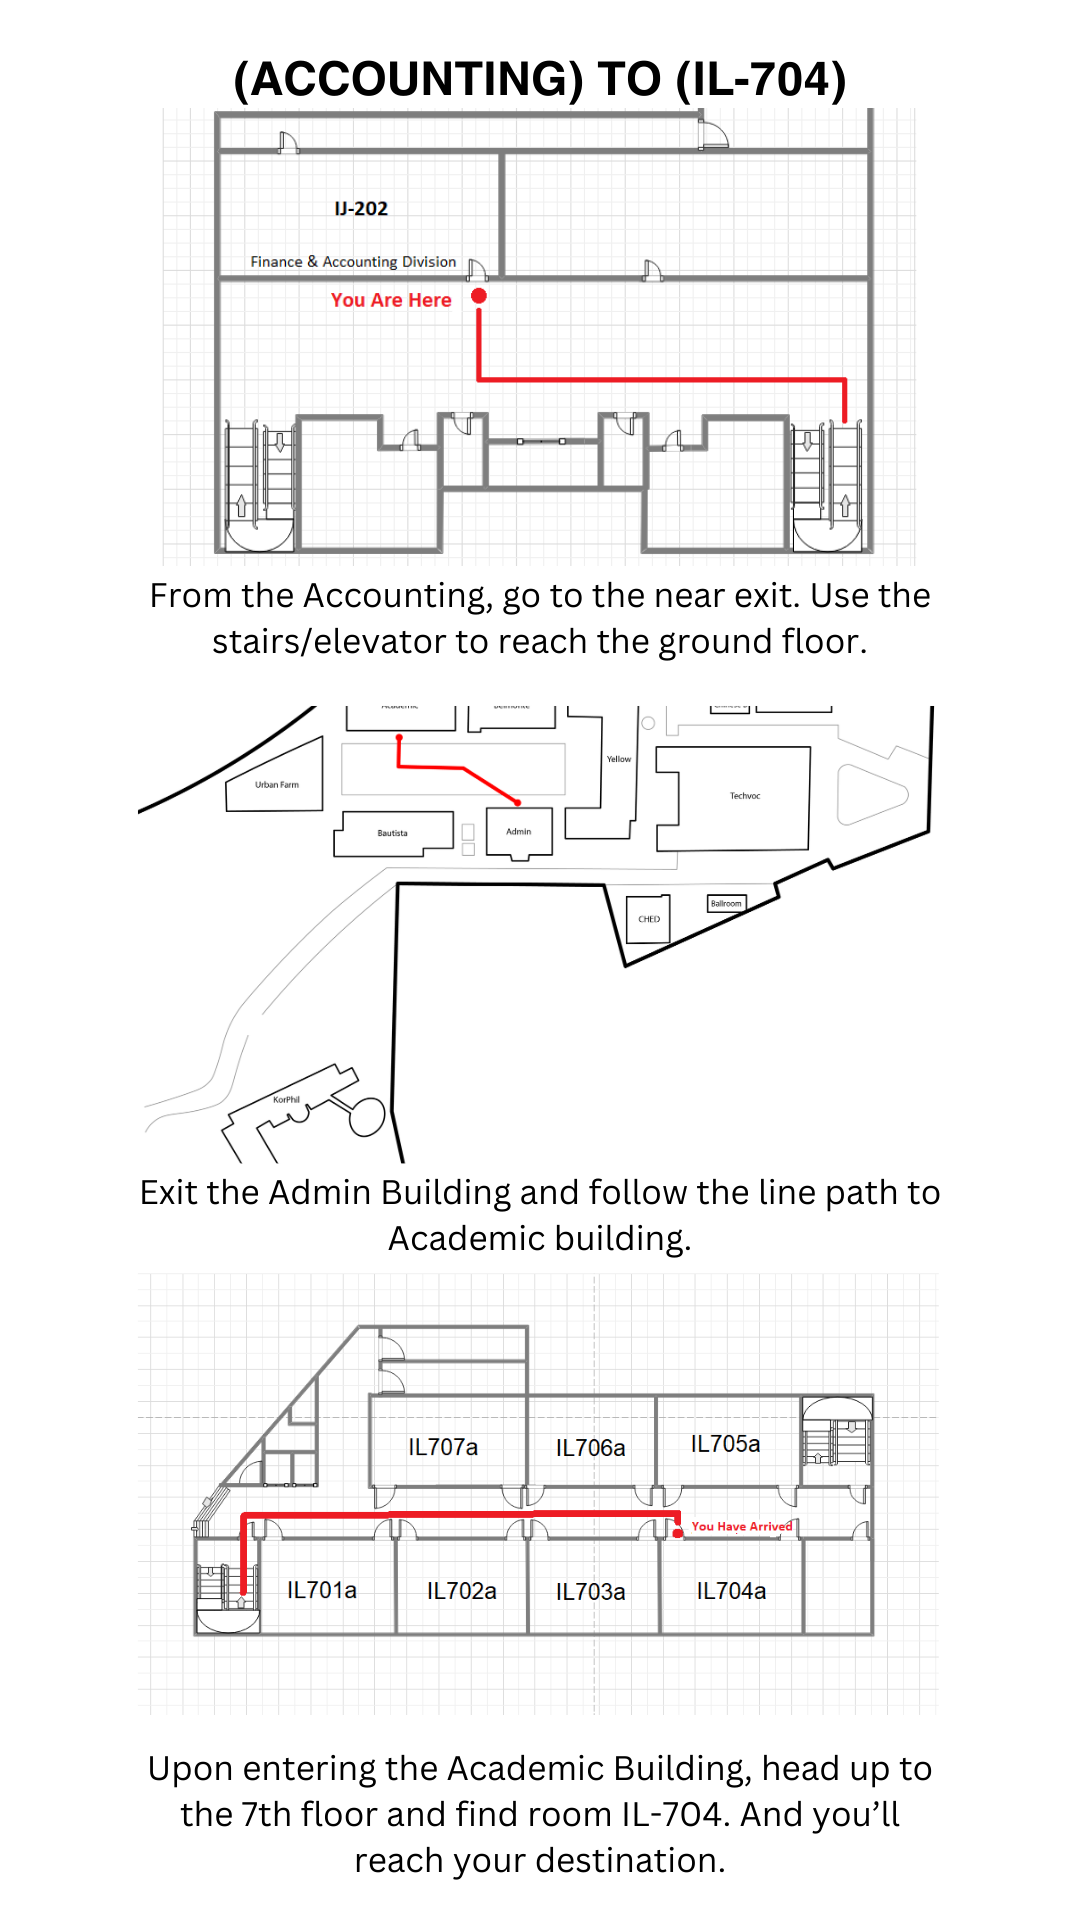 (ACCOUNTING) TO (IL-704)
IJ-202
Finance & Accounting Division
You Are Here
From the Accounting, go to the near exit. Use the
stairs/elevator to reach the ground floor.
Academic
Belmonte
Urban Farm
Yellow
Techvoc
Bautista
Admin
CHED
Ballroom
KorPhil
Exit the Admin Building and follow the line path to
Academic building.
IL707a
IL706a
IL705a
You Have Arrived
IL701a
IL702a
IL703a
IL704a
Upon entering the Academic Building, head up to
the 7th floor and find room IL-704. And you’ll
reach your destination.